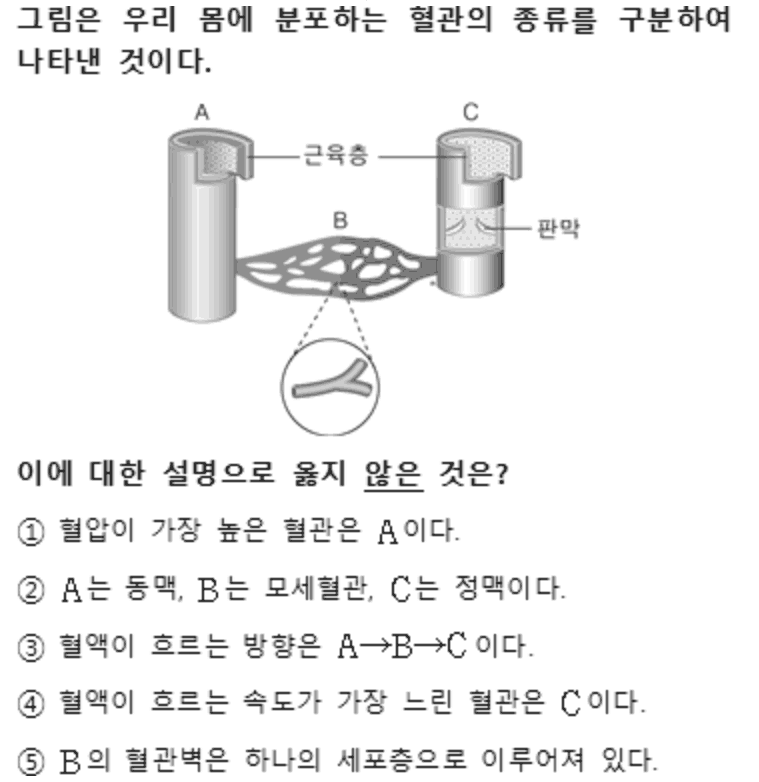 그림은 우리 몸에 분포하는 혈관의 종류를 구분하여
나타낸 것이다.
A
C
근육층
B
판막
이에 대한 설명으로 옳지 않은 것은?
① 혈압이 가장 높은 혈관은 A이다.
② A는 동맥, B는 모세혈관, C는 정맥이다.
③ 혈액이 흐르는 방향은 A→B→C이다.
④ 혈액이 흐르는 속도가 가장 느린 혈관은 C이다.
⑤ B의 혈관벽은 하나의 세포층으로 이루어져 있다.